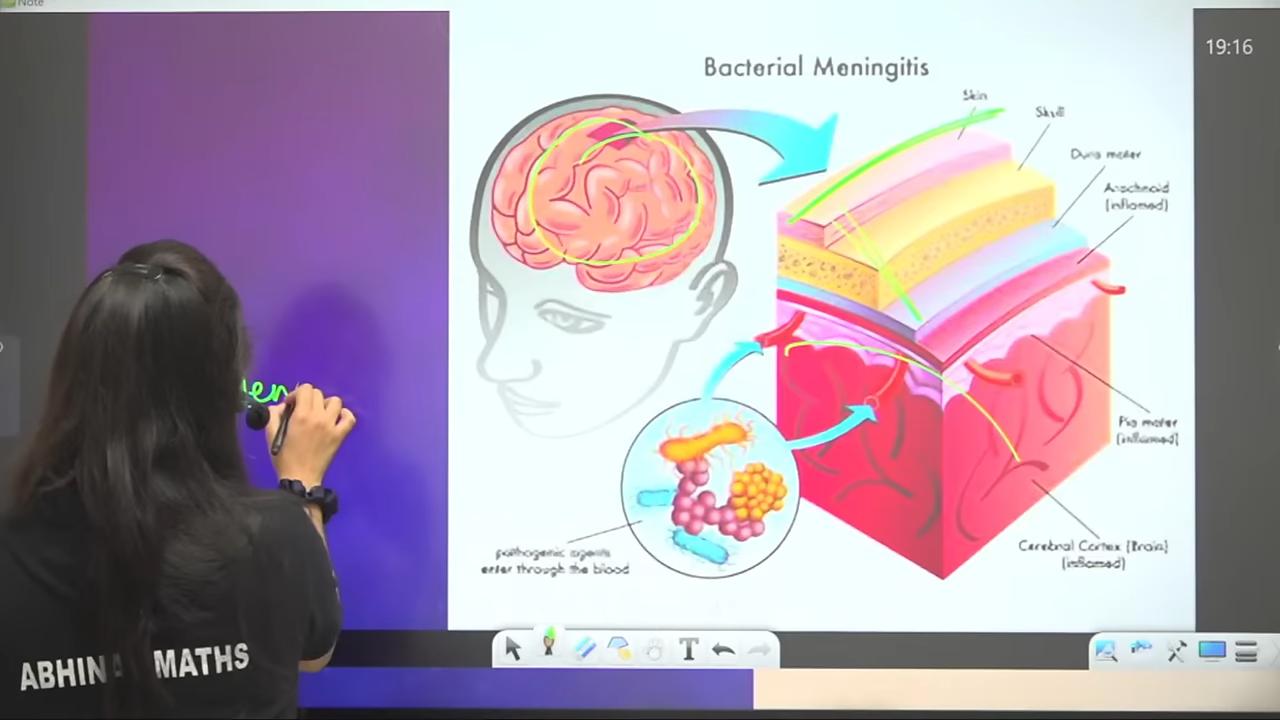 Note
19:16
Bacterial Meningitis
Skin
Skull
Dura mater
Arachnoid
(inflamed)
Pia mater
(inflamed)
Cerebral Cortex (Brain)
(inflamed)
pathogenic agents
enter through the blood
T
ABHIN MATHS